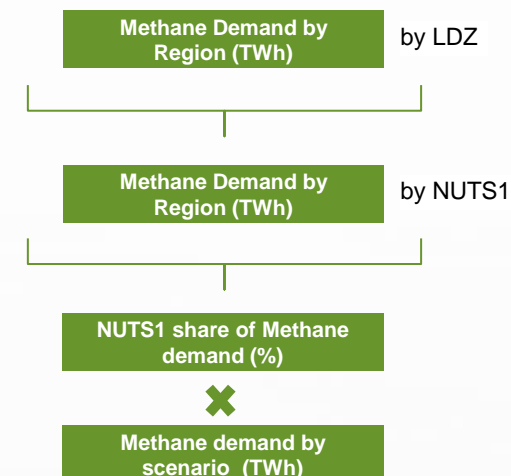 Methane Demand by
Region (TWh)
by LDZ
Methane Demand by
Region (TWh)
by NUTS1
NUTS1 share of Methane
demand (%)
Methane demand by
scenario (TWh)